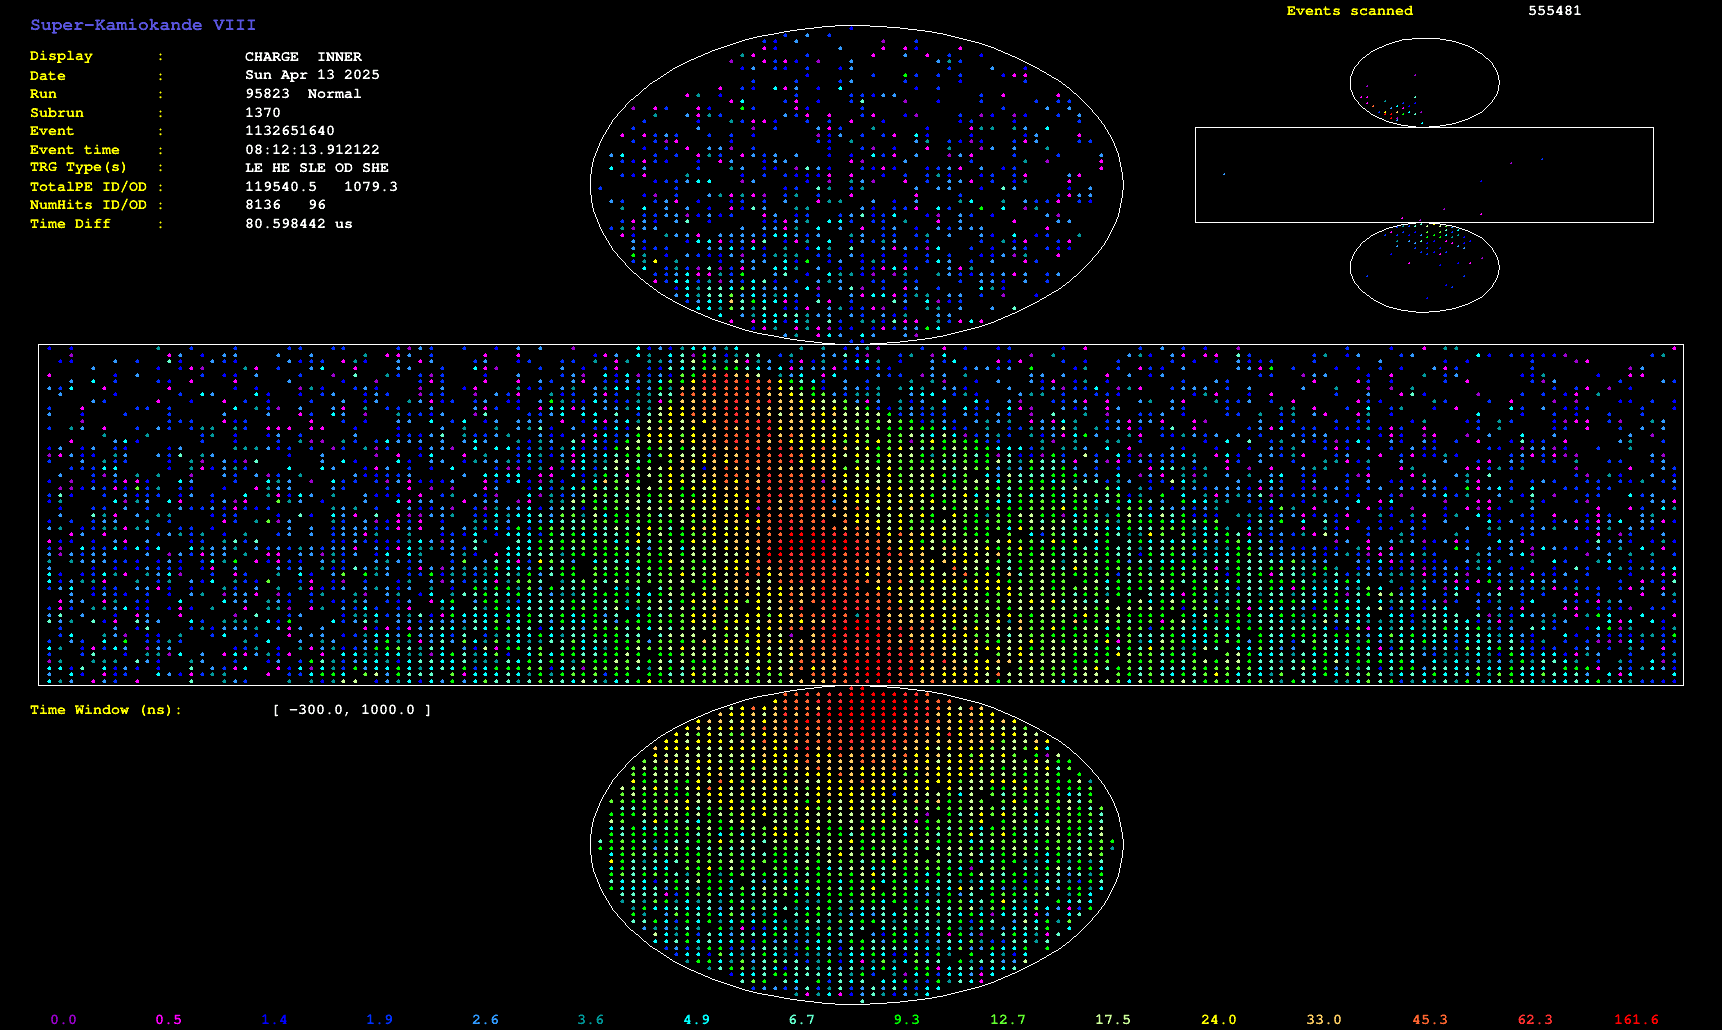 Super-Kamiokande VIII
Events scanned 555481
Display : CHARGE INNER
Date : Sun Apr 13 2025
Run : 95823 Normal
Subrun : 1370
Event : 1132651640
Event time : 08:12:13.912122
TRG Type(s) : LE HE SLE OD SHE
TotalPE ID/OD : 119540.5 1079.3
NumHits ID/OD : 8136 96
Time Diff : 80.598442 us
Time Window (ns): [ -300.0, 1000.0 ]
0.0 0.5 1.4 1.9 2.6 3.6 4.9 6.7 9.3 12.7 17.5 24.0 33.0 45.3 62.3 161.6